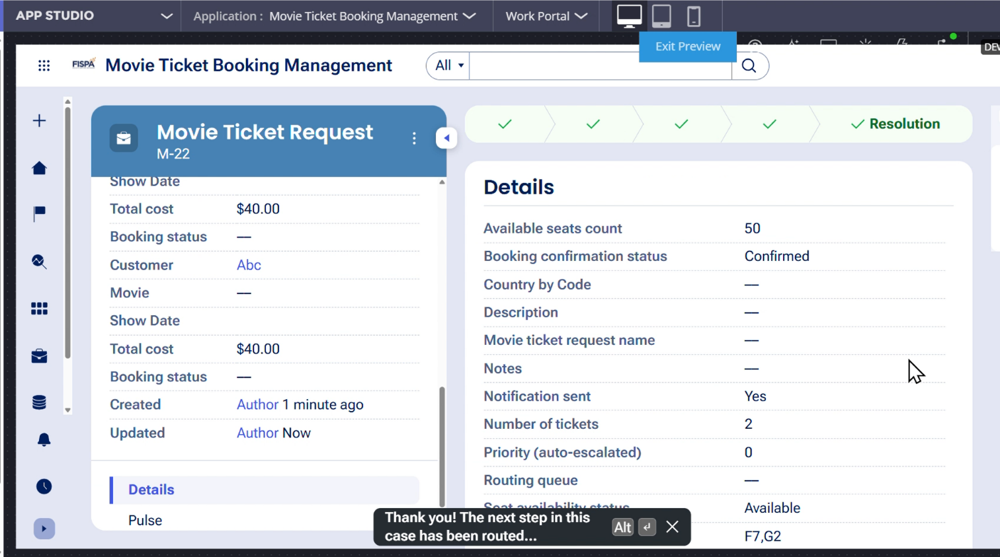 APP STUDIO
Application : Movie Ticket Booking Management
Work Portal
Exit Preview
DEV
FISPA
Movie Ticket Booking Management
All
Movie Ticket Request
M-22
Show Date
Total cost $40.00
Booking status —
Customer Abc
Movie —
Show Date
Total cost $40.00
Booking status —
Created Author 1 minute ago
Updated Author Now
Details
Pulse
Resolution
Details
Available seats count 50
Booking confirmation status Confirmed
Country by Code —
Description —
Movie ticket request name —
Notes —
Notification sent Yes
Number of tickets 2
Priority (auto-escalated) 0
Routing queue —
Seat availability status Available
F7,G2
Thank you! The next step in this
case has been routed...
Alt